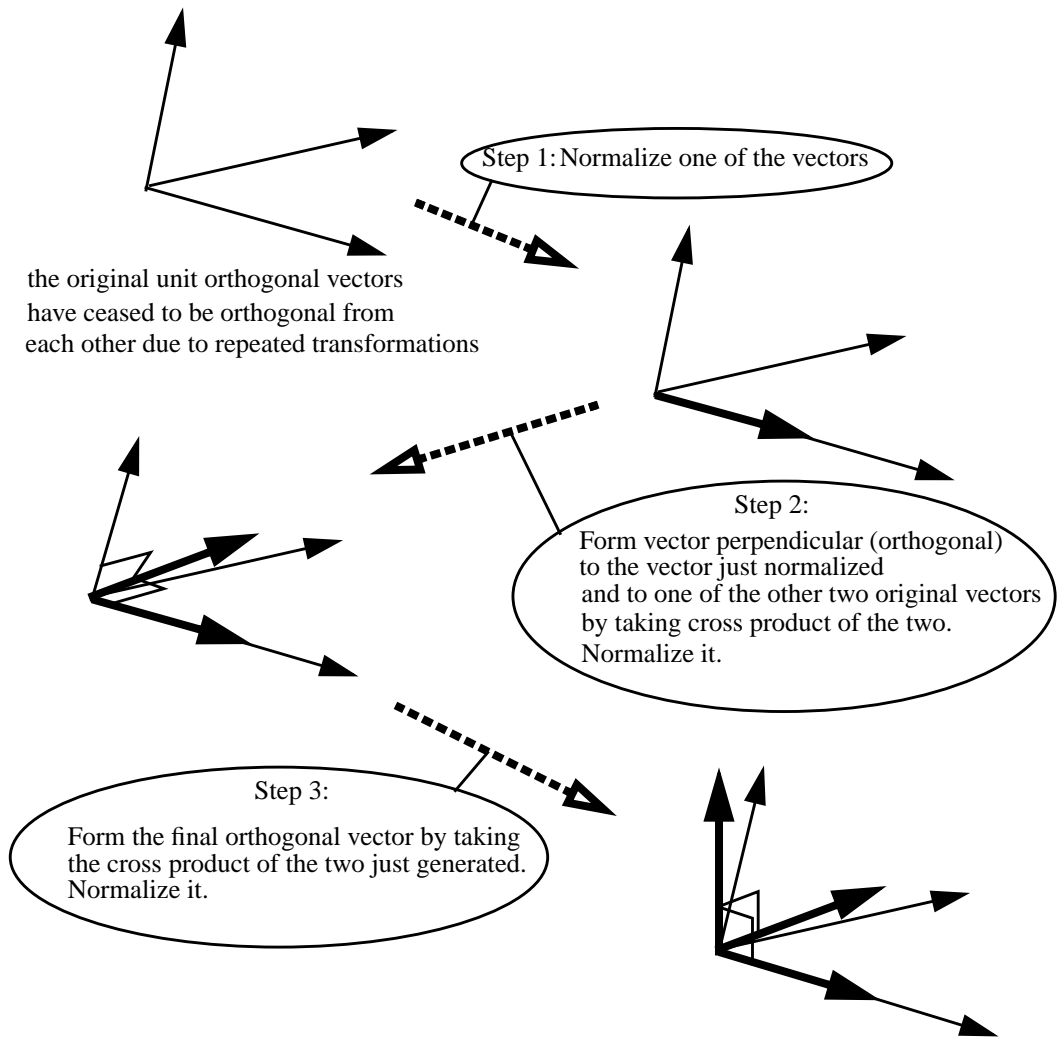 Step 1: Normalize one of the vectors
the original unit orthogonal vectors
have ceased to be orthogonal from
each other due to repeated transformations
Step 2:
Form vector perpendicular (orthogonal)
to the vector just normalized
and to one of the other two original vectors
by taking cross product of the two.
Normalize it.
Step 3:
Form the final orthogonal vector by taking
the cross product of the two just generated.
Normalize it.